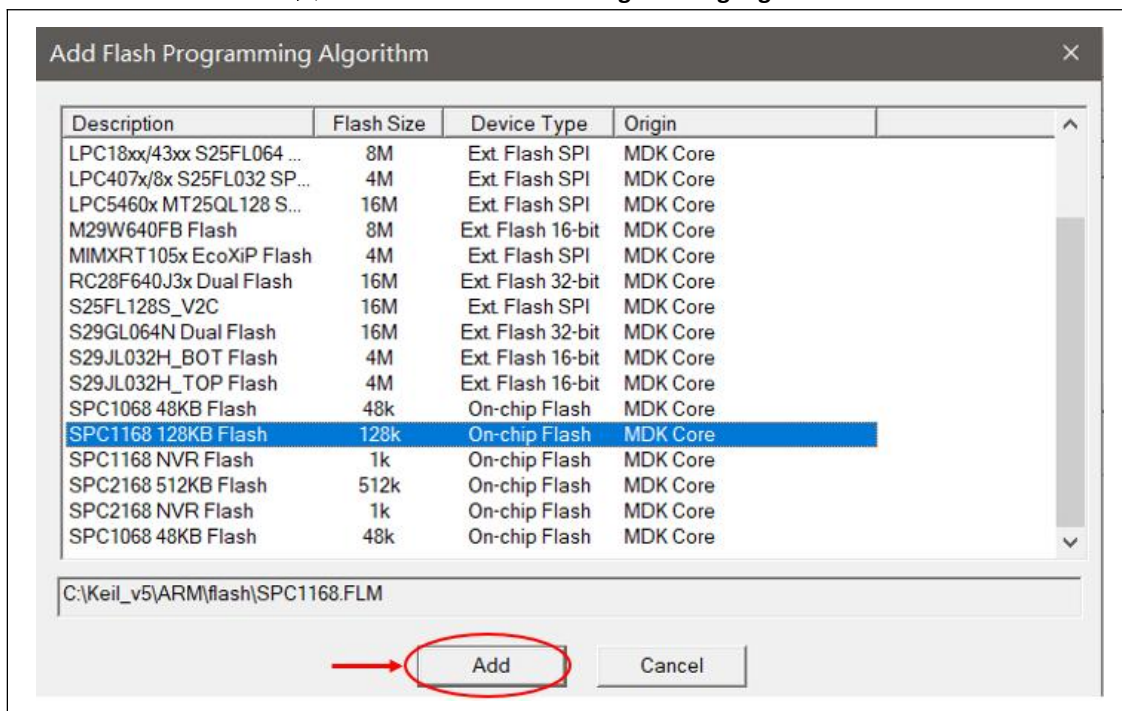 Add Flash Programming Algorithm
Description Flash Size Device Type Origin
LPC18xx/43xx S25FL064 ... 8M Ext. Flash SPI MDK Core
LPC407x/8x S25FL032 SP... 4M Ext. Flash SPI MDK Core
LPC5460x MT25QL128 S... 16M Ext. Flash SPI MDK Core
M29W640FB Flash 8M Ext. Flash 16-bit MDK Core
MIMXRT105x EcoXiP Flash 4M Ext. Flash SPI MDK Core
RC28F640J3x Dual Flash 16M Ext. Flash 32-bit MDK Core
S25FL128S_V2C 16M Ext. Flash SPI MDK Core
S29GL064N Dual Flash 16M Ext. Flash 32-bit MDK Core
S29JL032H_BOT Flash 4M Ext. Flash 16-bit MDK Core
S29JL032H_TOP Flash 4M Ext. Flash 16-bit MDK Core
SPC1068 48KB Flash 48k On-chip Flash MDK Core
SPC1168 128KB Flash 128k On-chip Flash MDK Core
SPC1168 NVR Flash 1k On-chip Flash MDK Core
SPC2168 512KB Flash 512k On-chip Flash MDK Core
SPC2168 NVR Flash 1k On-chip Flash MDK Core
SPC1068 48KB Flash 48k On-chip Flash MDK Core
C:\Keil_v5\ARM\flash\SPC1168.FLM
Add Cancel